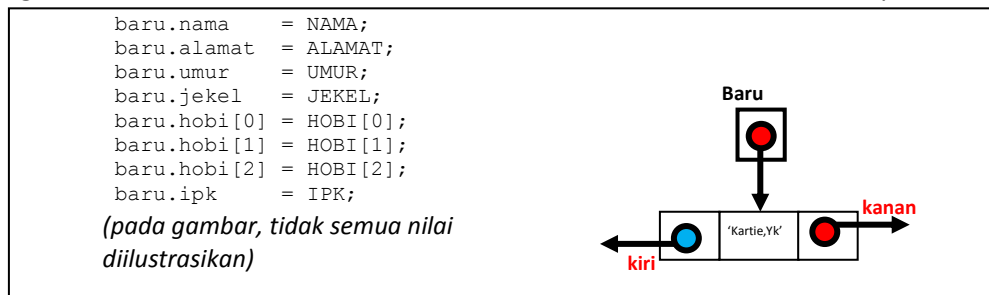 baru.nama = NAMA;
baru.alamat = ALAMAT;
baru.umur = UMUR;
baru.jekel = JEKEL;
baru.hobi[0] = HOBI[0];
baru.hobi[1] = HOBI[1];
baru.hobi[2] = HOBI[2];
baru.ipk = IPK;
(pada gambar, tidak semua nilai
diilustrasikan)
Baru
kanan
'Kartie,Yk'
kiri